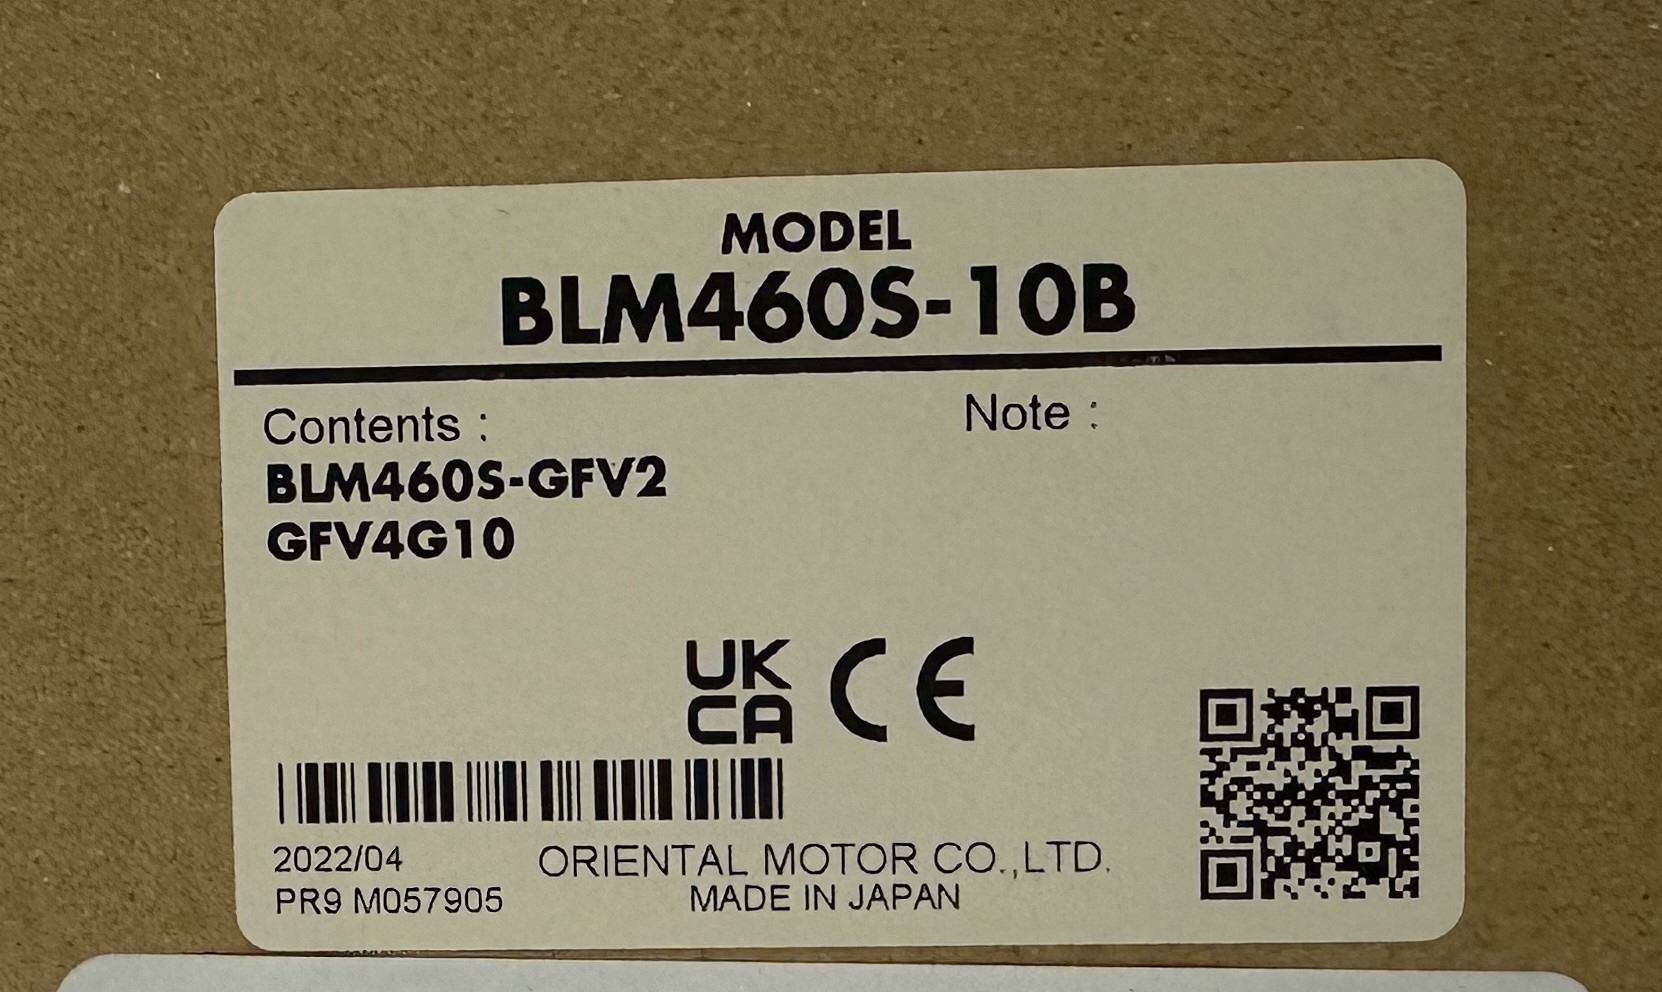 MODEL
BLM460S-10B
Contents :
Note :
BLM460S-GFV2
GFV4G10
UK
CA
CE
2022/04
PR9 M057905
ORIENTAL MOTOR CO.,LTD.
MADE IN JAPAN